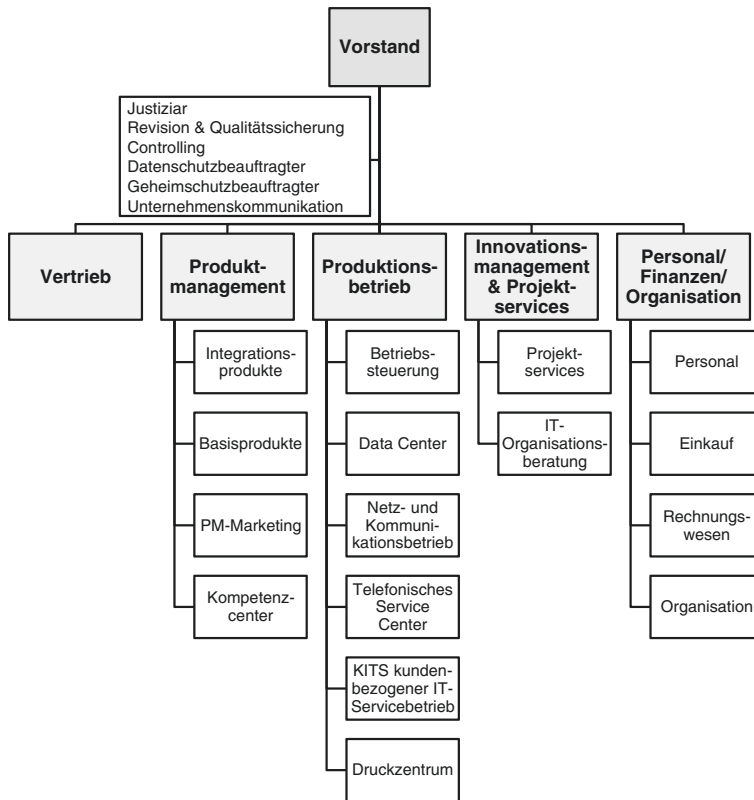 Vorstand
Justiziar
Revision & Qualitätssicherung
Controlling
Datenschutzbeauftragter
Geheimschutzbeauftragter
Unternehmenskommunikation
Vertrieb
Produkt-
management
Produktions-
betrieb
Innovations-
management
& Projekt-
services
Personal/
Finanzen/
Organisation
Integrations-
produkte
Basisprodukte
PM-Marketing
Kompetenz-
center
Betriebs-
steuerung
Data Center
Netz- und
Kommuni-
kationsbetrieb
Telefonisches
Service
Center
KITS kunden-
bezogener IT-
Servicebetrieb
Druckzentrum
Projekt-
services
IT-
Organisations-
beratung
Personal
Einkauf
Rechnungs-
wesen
Organisation